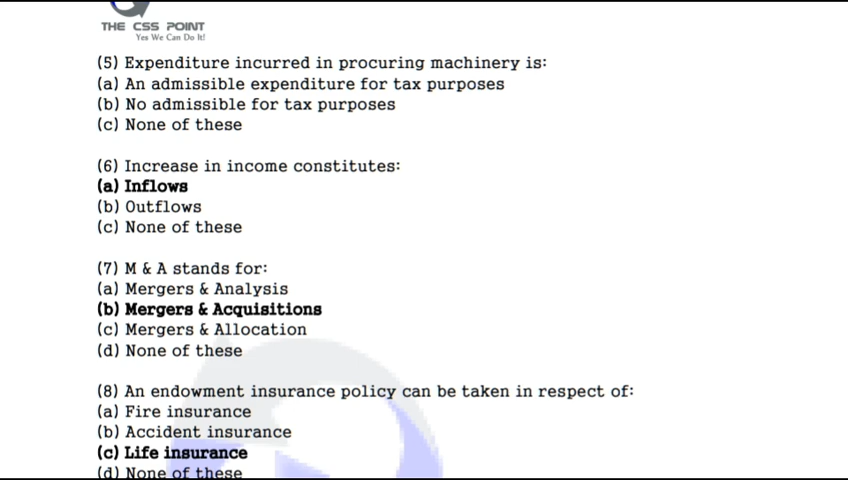 THE CSS POINT
Yes We Can Do It!
(5) Expenditure incurred in procuring machinery is:
(a) An admissible expenditure for tax purposes
(b) No admissible for tax purposes
(c) None of these
(6) Increase in income constitutes:
(a) Inflows
(b) Outflows
(c) None of these
(7) M & A stands for:
(a) Mergers & Analysis
(b) Mergers & Acquisitions
(c) Mergers & Allocation
(d) None of these
(8) An endowment insurance policy can be taken in respect of:
(a) Fire insurance
(b) Accident insurance
(c) Life insurance
(d) None of these